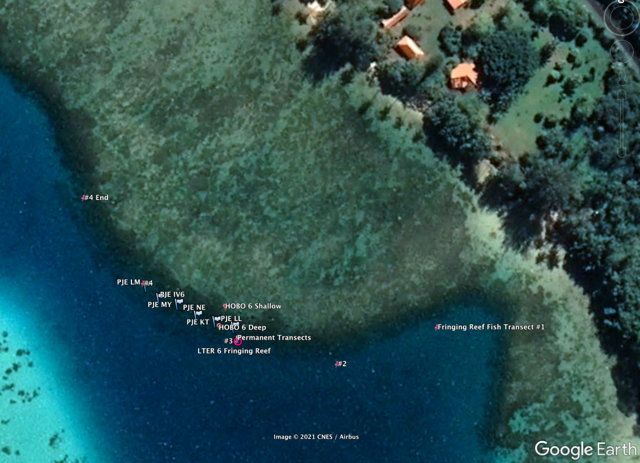 #4 End
PJE LM #4
PJE IV6
PJE MY
PJE NE
HOBO 6 Shallow
PJE LL
PJE KT
HOBO 6 Deep
Fringing Reef Fish Transect #1
Permanent Transects
#3
LTER 6 Fringing Reef
#2
Image © 2021 CNES / Airbus
Google Earth